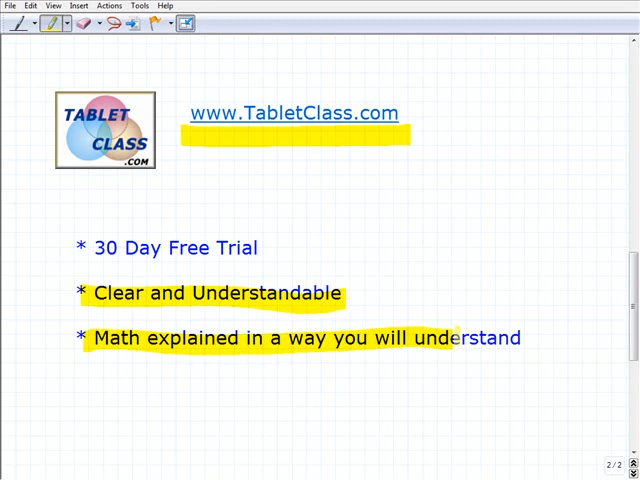 File Edit View Insert Actions Tools Help
TABLET
CLASS
.COM
www.TabletClass.com
* 30 Day Free Trial
* Clear and Understandable
* Math explained in a way you will understand
2 / 2